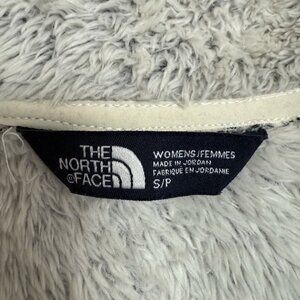 THE
NORTH
FACE
WOMENS/FEMMES
MADE IN JORDAN
FABRIQUE EN JORDANIE
S/P